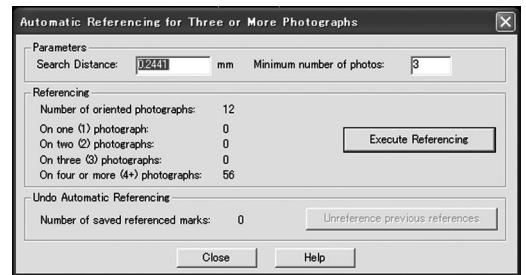 Automatic Referencing for Three or More Photographs
Parameters
Search Distance: 0.2441 mm Minimum number of photos: 3
Referencing
Number of oriented photographs: 12
On one (1) photograph: 0
On two (2) photographs: 0
On three (3) photographs: 0
On four or more (4+) photographs: 56
Execute Referencing
Undo Automatic Referencing
Number of saved referenced marks: 0 Unreference previous references
Close Help